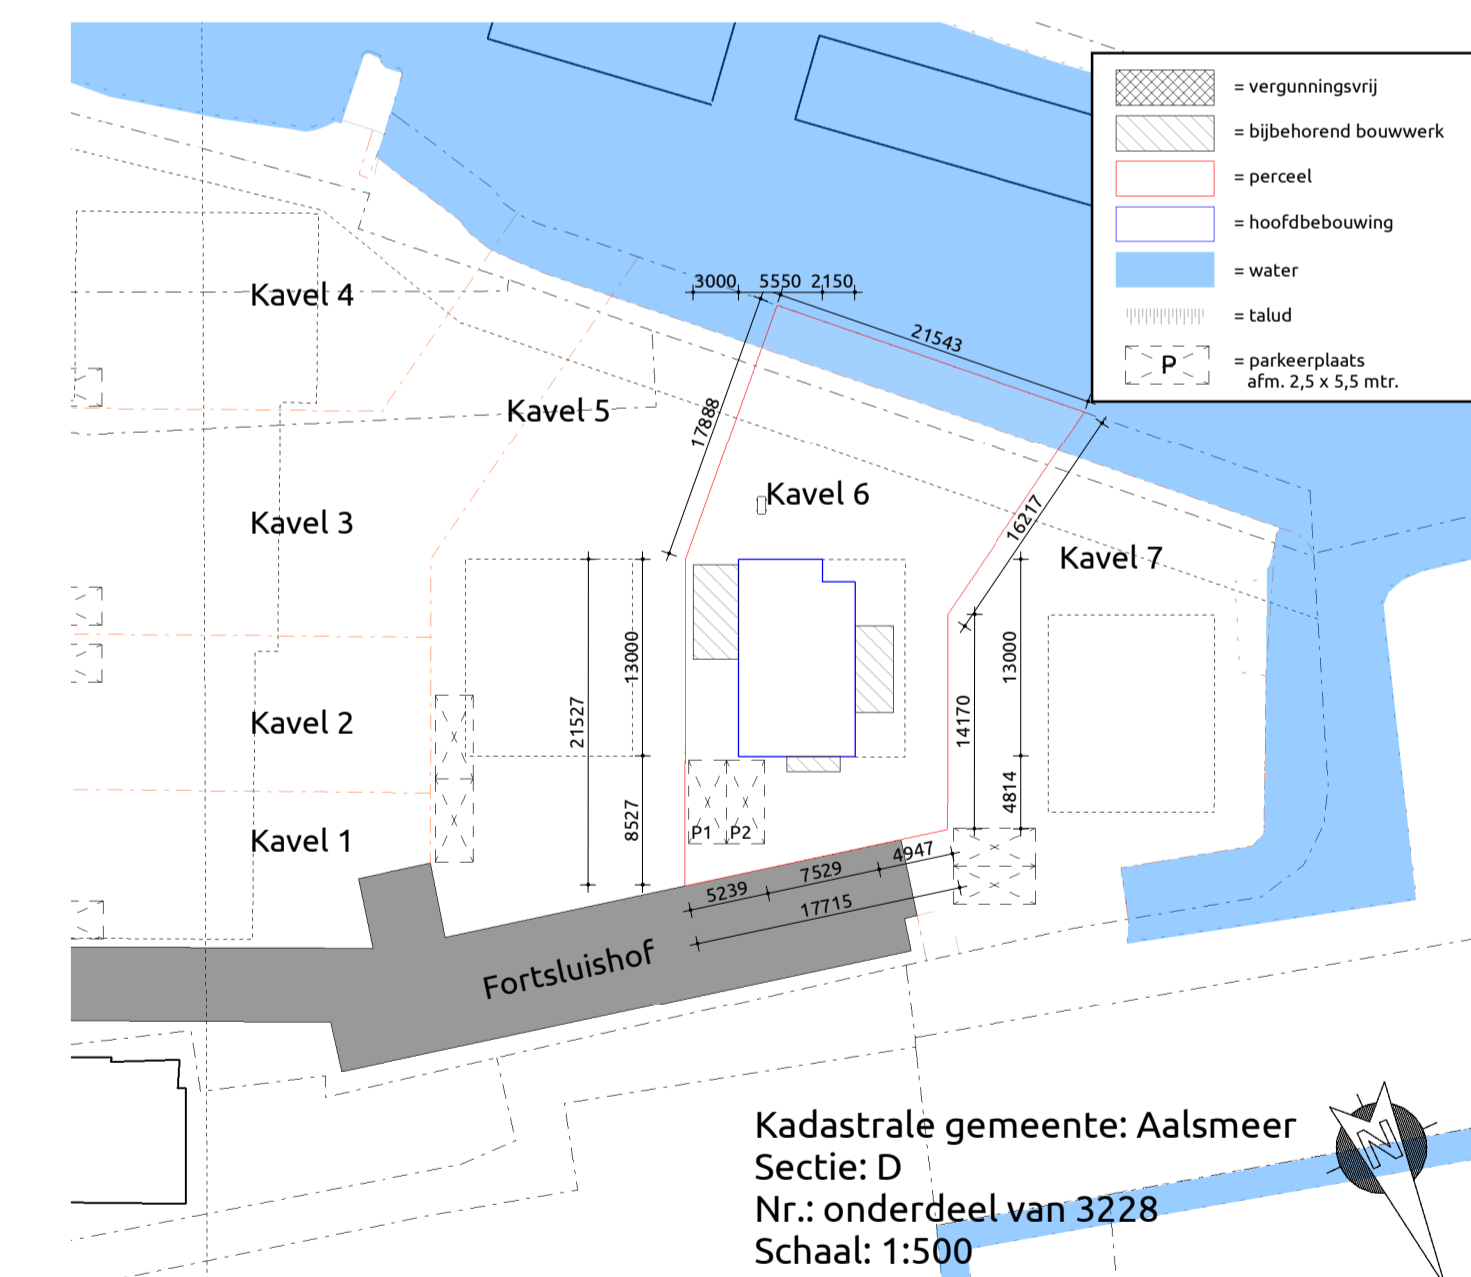 = vergunningsvrij
= bijbehorend bouwwerk
= perceel
= hoofdbebouwing
= water
= talud
P = parkeerplaats
afm. 2,5 x 5,5 mtr.
3000 5550 2150
21543
17888
16217
Kavel 4
Kavel 5
Kavel 6
Kavel 3
Kavel 7
Kavel 2
Kavel 1
13000
21527
8527
13000
14170
4814
P1 P2
5239 7529 4947
17715
Fortsluishof
Kadastrale gemeente: Aalsmeer
Sectie: D
Nr.: onderdeel van 3228
Schaal: 1:500
N